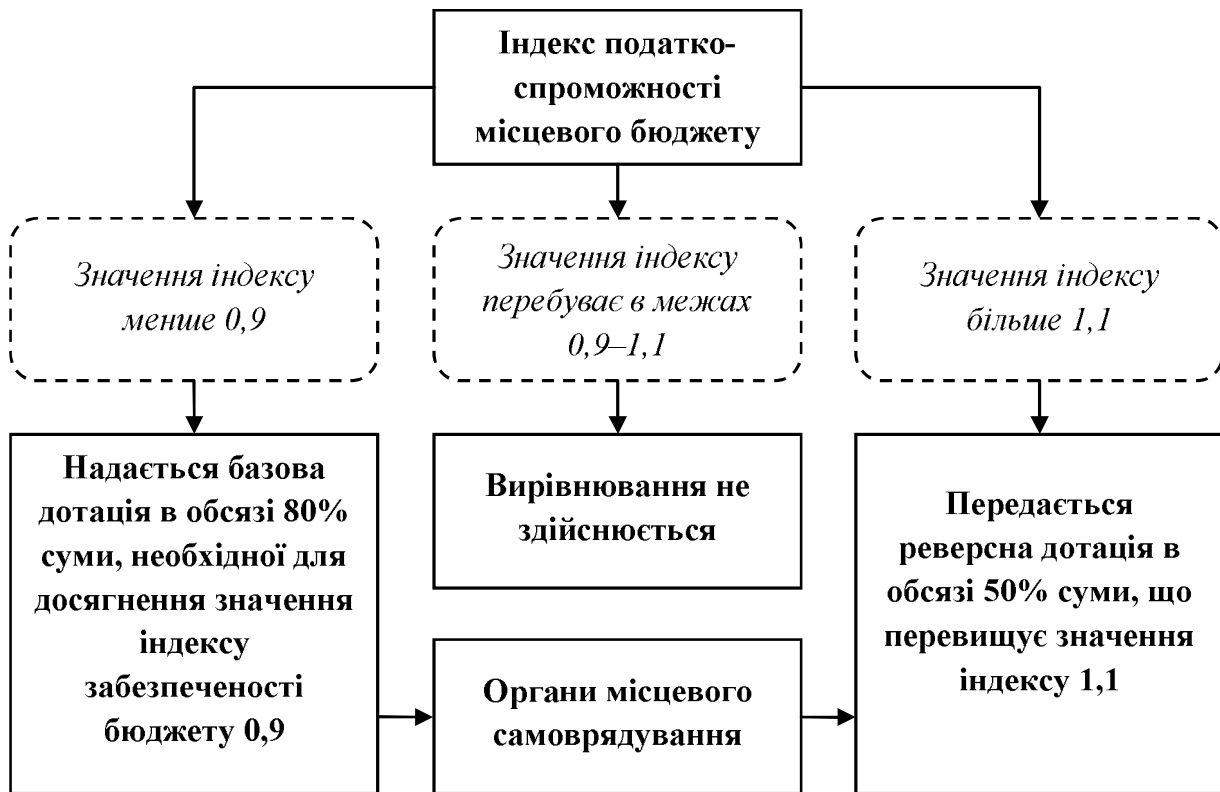 Індекс податко-
спроможності
місцевого бюджету
Значення індексу
менше 0,9
Значення індексу
перебуває в межах
0,9–1,1
Значення індексу
більше 1,1
Надається базова
дотація в обсязі 80%
суми, необхідної для
досягнення значення
індексу
забезпеченості
бюджету 0,9
Вирівнювання не
здійснюється
Передається
реверсна дотація в
обсязі 50% суми, що
перевищує значення
індексу 1,1
Органи місцевого
самоврядування